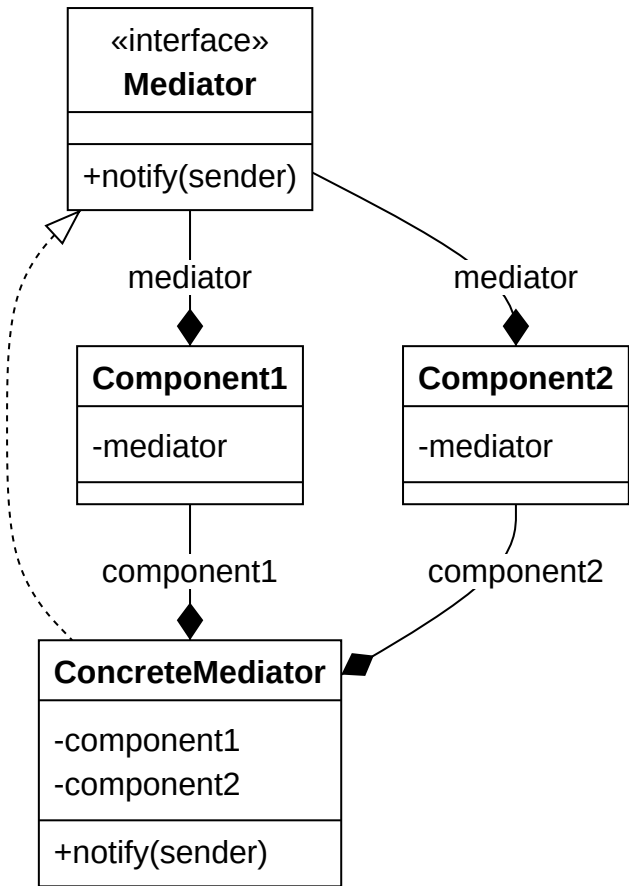 «interface»
Mediator
+notify(sender)
mediator
mediator
Component1
-mediator
Component2
-mediator
component1
component2
ConcreteMediator
-component1
-component2
+notify(sender)